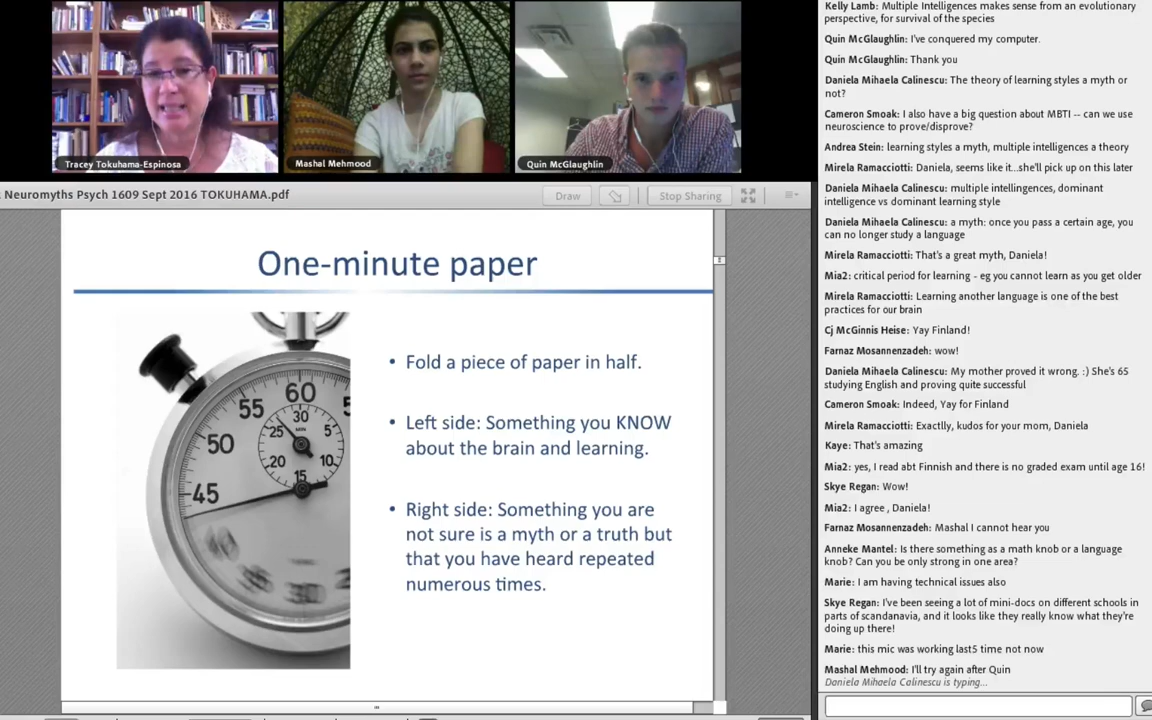 Tracey Tokuhama-Espinosa
Mashal Mehmood
Quin McGlaughlin
Neuromyths Psych 1609 Sept 2016 TOKUHAMA.pdf
Draw
Stop Sharing
One-minute paper
60
55
50
45
30
25
5
20
10
15
MIN
5
• Fold a piece of paper in half.
• Left side: Something you KNOW
about the brain and learning.
• Right side: Something you are
not sure is a myth or a truth but
that you have heard repeated
numerous times.
Kelly Lamb: Multiple Intelligences makes sense from an evolutionary
perspective, for survival of the species
Quin McGlaughlin: I've conquered my computer.
Quin McGlaughlin: Thank you
Daniela Mihaela Calinescu: The theory of learning styles a myth or
not?
Cameron Smoak: I also have a big question about MBTI -- can we use
neuroscience to prove/disprove?
Andrea Stein: learning styles a myth, multiple intelligences a theory
Mirela Ramacciotti: Daniela, seems like it...she'll pick up on this later
Daniela Mihaela Calinescu: multiple intellingences, dominant
intelligence vs dominant learning style
Daniela Mihaela Calinescu: a myth: once you pass a certain age, you
can no longer study a language
Mirela Ramacciotti: That's a great myth, Daniela!
Mia2: critical period for learning - eg you cannot learn as you get older
Mirela Ramacciotti: Learning another language is one of the best
practices for our brain
Cj McGinnis Heise: Yay Finland!
Farnaz Mosannenzadeh: wow!
Daniela Mihaela Calinescu: My mother proved it wrong. :) She's 65
studying English and proving quite successful
Cameron Smoak: Indeed, Yay for Finland
Mirela Ramacciotti: Exactlly, kudos for your mom, Daniela
Kaye: That's amazing
Mia2: yes, I read abt Finnish and there is no graded exam until age 16!
Skye Regan: Wow!
Mia2: I agree , Daniela!
Farnaz Mosannenzadeh: Mashal I cannot hear you
Anneke Mantel: Is there something as a math knob or a language
knob? Can you be only strong in one area?
Marie: I am having technical issues also
Skye Regan: I've been seeing a lot of mini-docs on different schools in
parts of scandanavia, and it looks like they really know what they're
doing up there!
Marie: this mic was working last5 time not now
Mashal Mehmood: I'll try again after Quin
Daniela Mihaela Calinescu is typing...